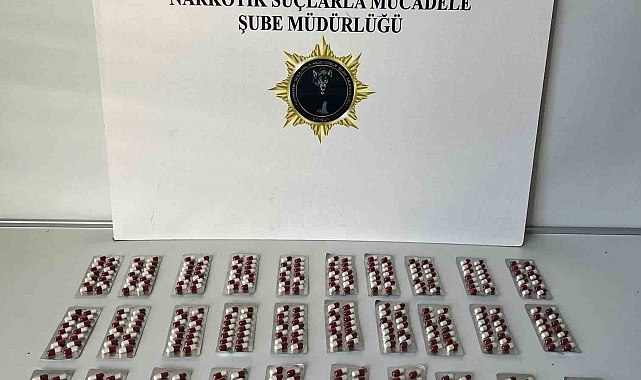 NARKOTİK SUÇLARLA MÜCADELE
ŞUBE MÜDÜRLÜĞÜ